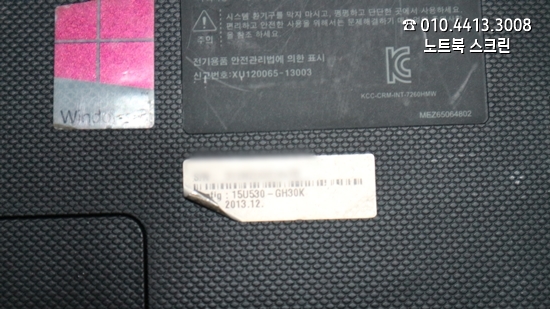 ☎ 010.4413.3008
노트북 스크린
주의
시스템 환기구를 막지 마시고, 평평하고 단단한 곳에서 사용하세요.
전기용품 안전관리법에 의한 표시
신고번호: XU120065-13003
KCC-CRM-INT-7260HMW
MBZ65064802
Windows
: 15U530-GH30K
2013.12.